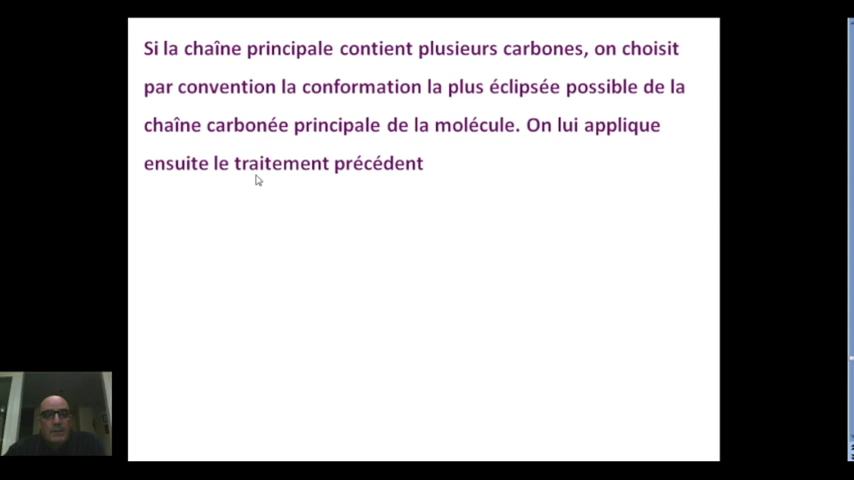 Si la chaîne principale contient plusieurs carbones, on choisit
par convention la conformation la plus éclipsée possible de la
chaîne carbonée principale de la molécule. On lui applique
ensuite le traitement précédent